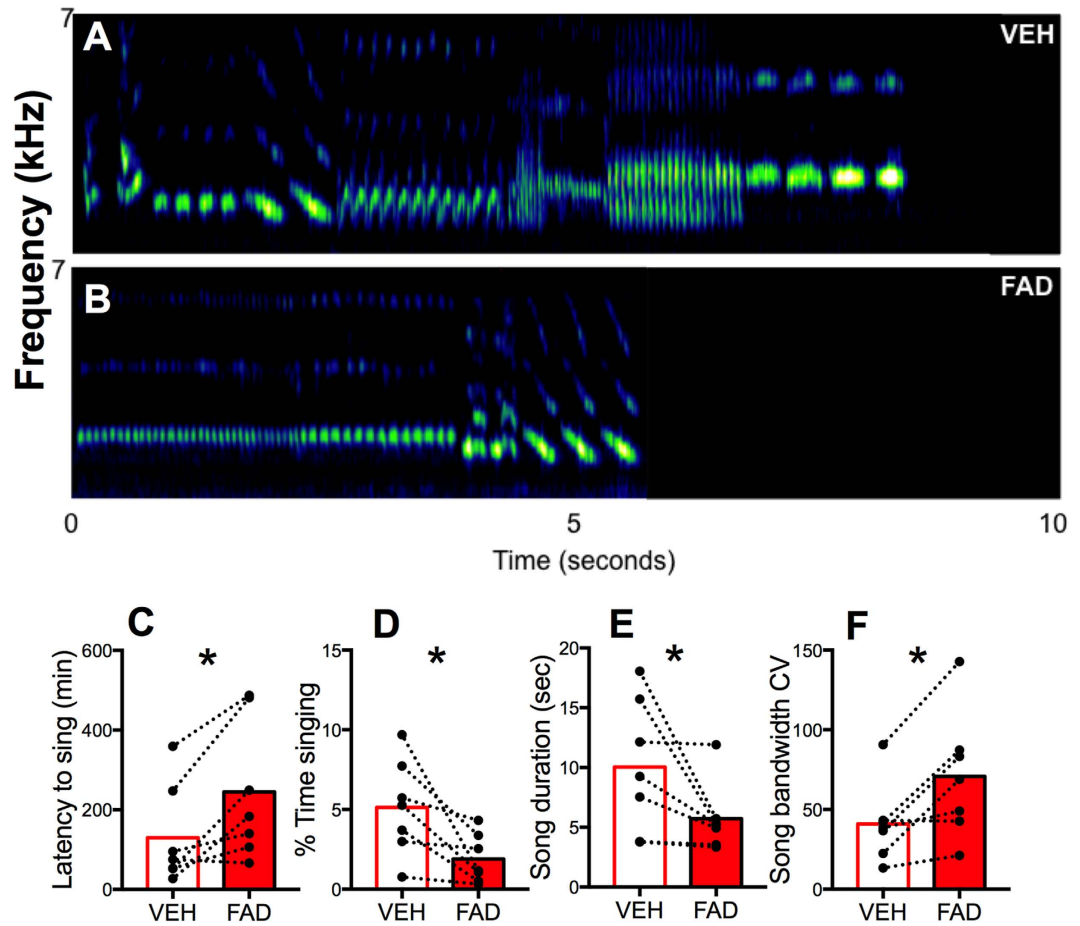 7
A
VEH
Frequency (kHz)
7
B
FAD
0
5
10
Time (seconds)
C
*
Latency to sing (min)
600
400
200
0
VEH
FAD
D
*
% Time singing
15
10
5
0
VEH
FAD
E
*
Song duration (sec)
20
15
10
5
0
VEH
FAD
F
*
Song bandwidth CV
150
100
50
0
VEH
FAD